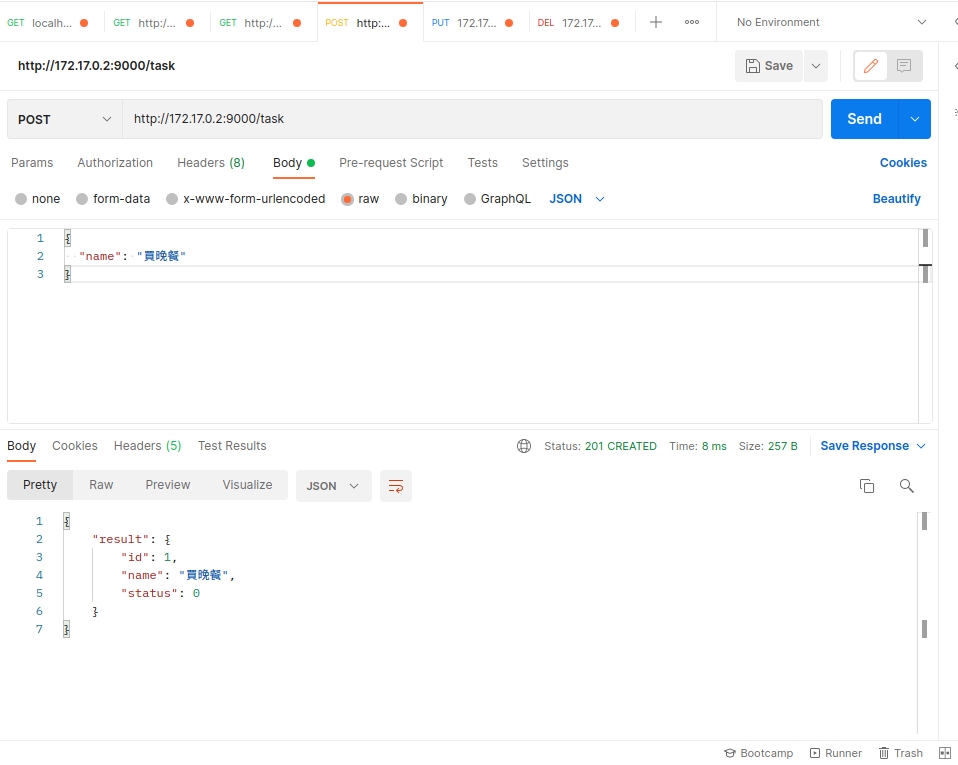 GET localh... GET http:/... GET http:/... POST http:... PUT 172.17... DEL 172.17... No Environment
http://172.17.0.2:9000/task Save
POST http://172.17.0.2:9000/task Send
Params Authorization Headers (8) Body Pre-request Script Tests Settings Cookies
none form-data x-www-form-urlencoded raw binary GraphQL JSON Beautify
1 {
2 "name": "買晚餐"
3 }
Body Cookies Headers (5) Test Results Status: 201 CREATED Time: 8 ms Size: 257 B Save Response
Pretty Raw Preview Visualize JSON
1 {
2 "result": {
3 "id": 1,
4 "name": "買晚餐",
5 "status": 0
6 }
7 }
Bootcamp Runner Trash